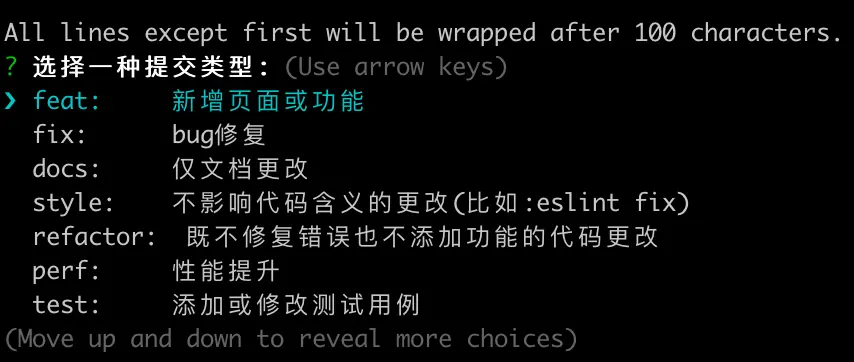 All lines except first will be wrapped after 100 characters.
? 选择一种提交类型: (Use arrow keys)
❯ feat: 新增页面或功能
fix: bug修复
docs: 仅文档更改
style: 不影响代码含义的更改(比如:eslint fix)
refactor: 既不修复错误也不添加功能的代码更改
perf: 性能提升
test: 添加或修改测试用例
(Move up and down to reveal more choices)